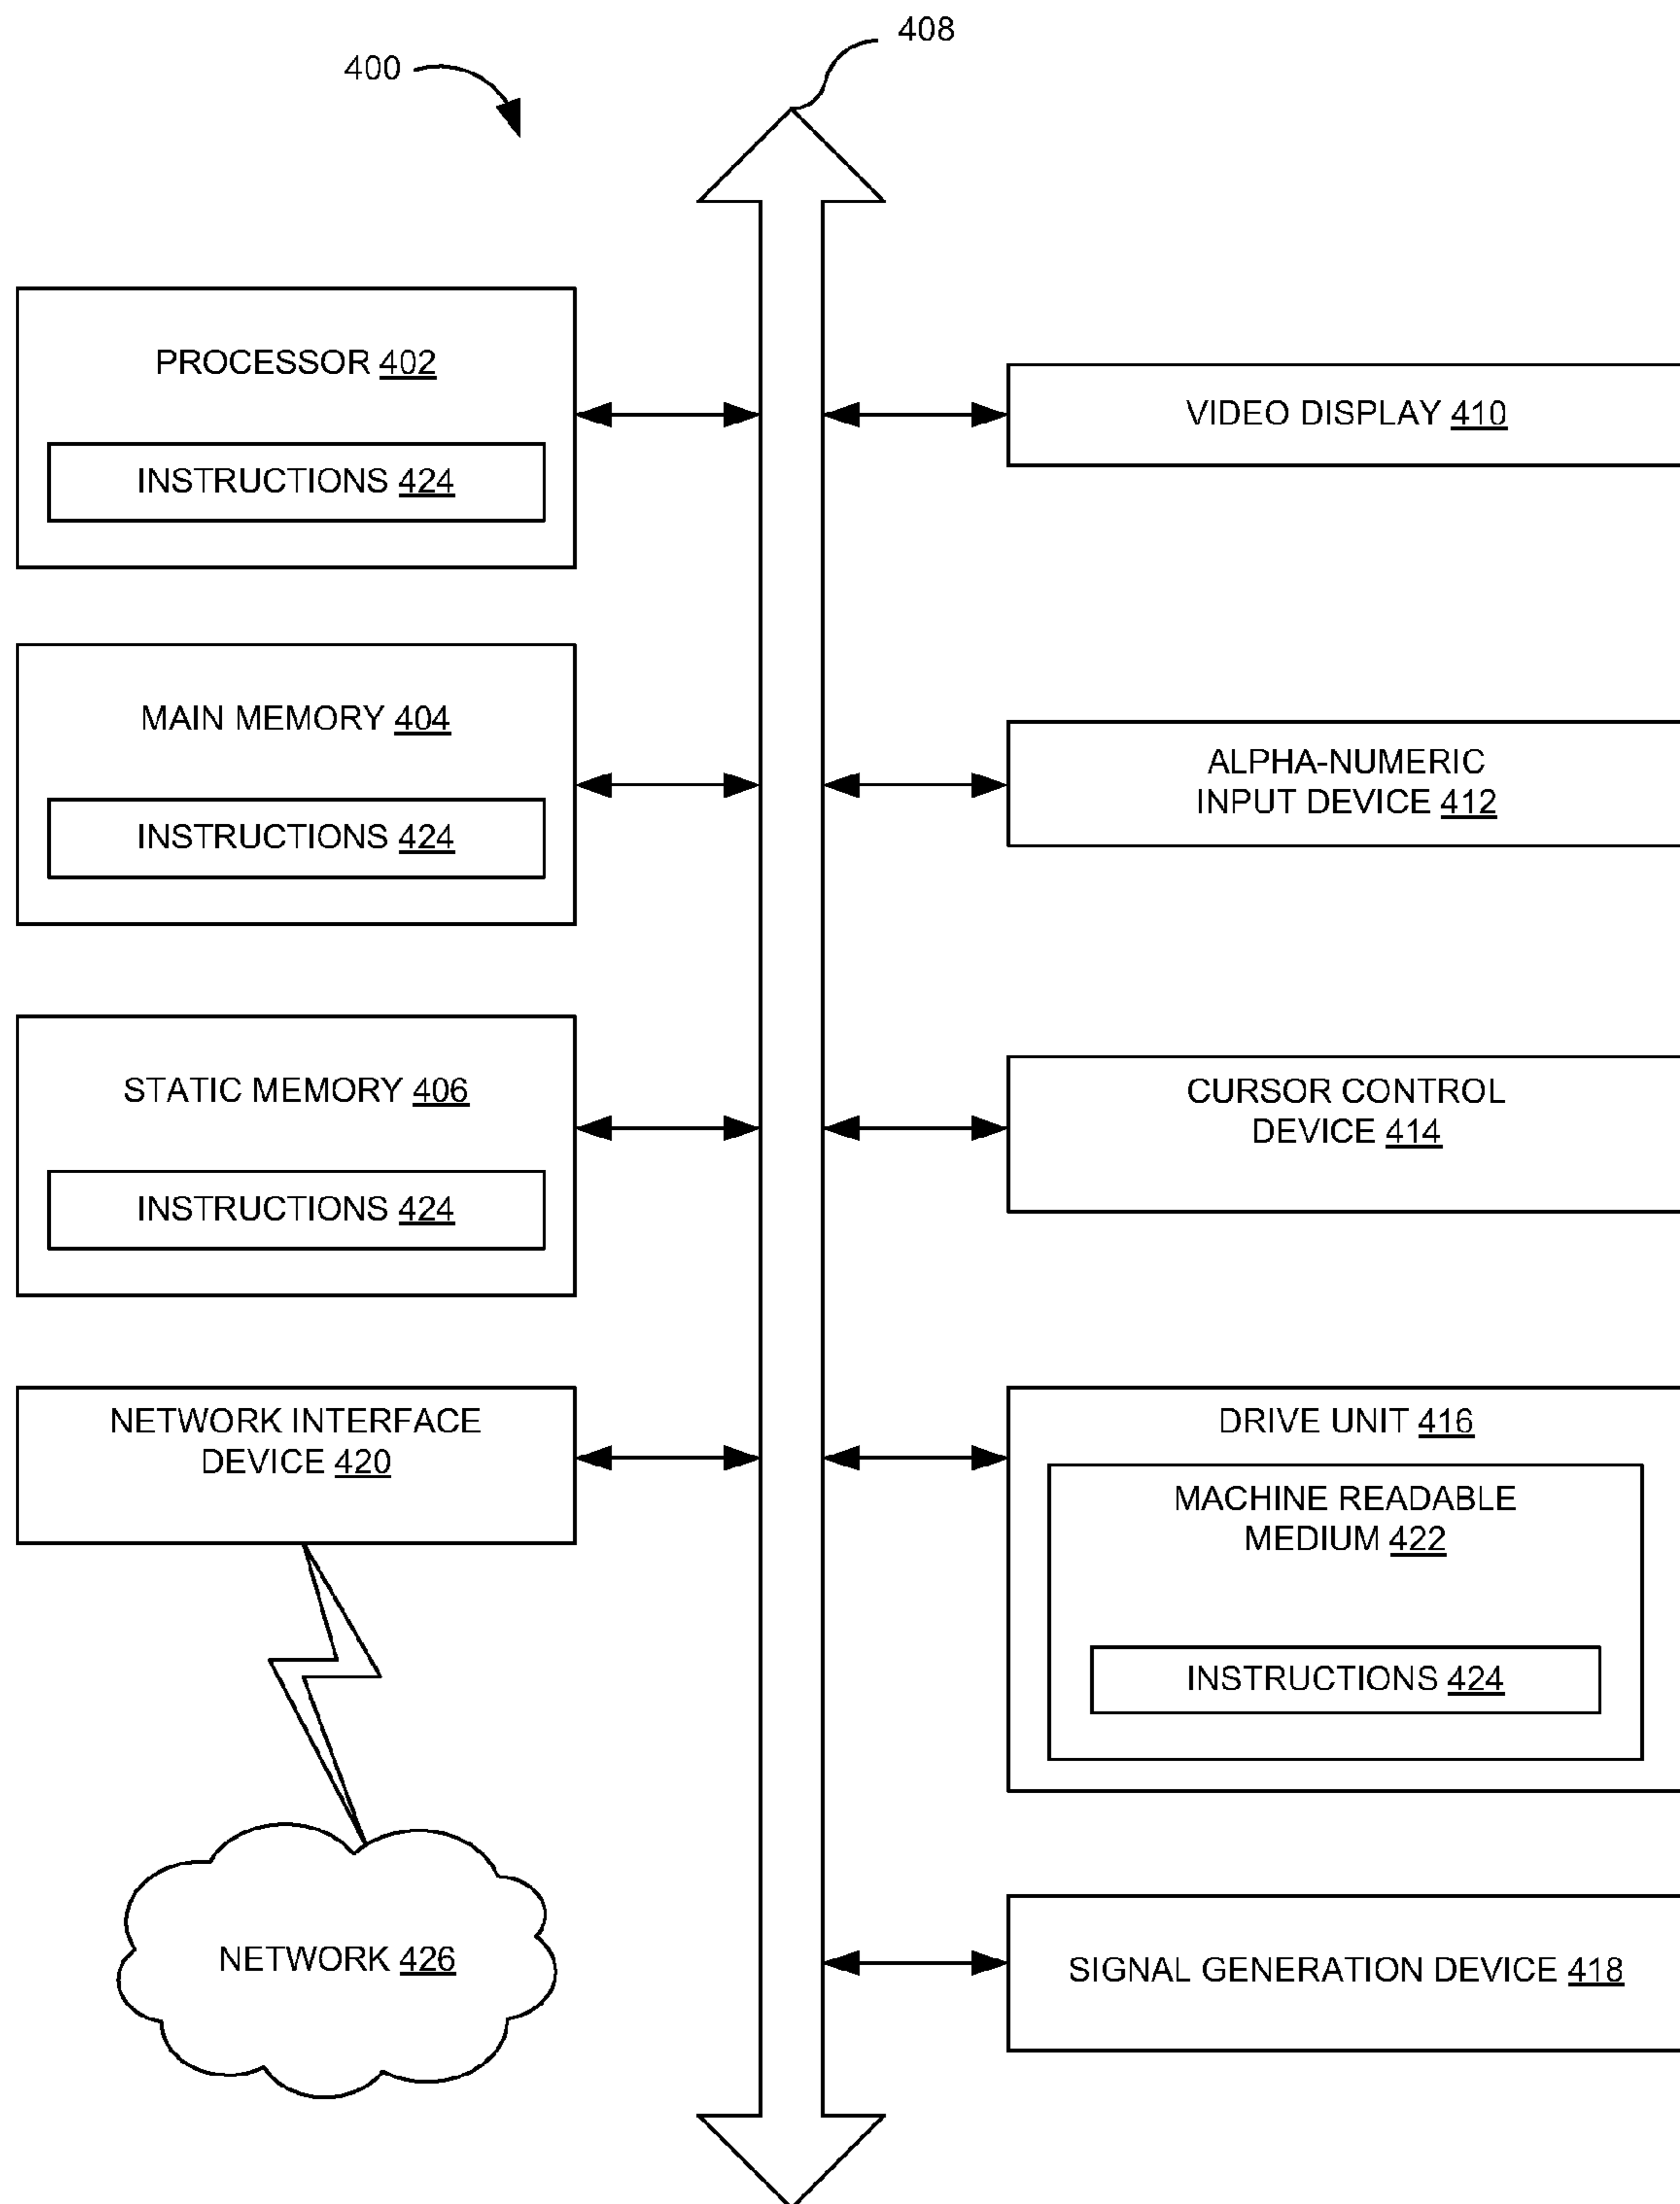 408
400
PROCESSOR 402
INSTRUCTIONS 424
VIDEO DISPLAY 410
MAIN MEMORY 404
INSTRUCTIONS 424
ALPHA-NUMERIC
INPUT DEVICE 412
STATIC MEMORY 406
INSTRUCTIONS 424
CURSOR CONTROL
DEVICE 414
NETWORK INTERFACE
DEVICE 420
DRIVE UNIT 416
MACHINE READABLE
MEDIUM 422
INSTRUCTIONS 424
NETWORK 426
SIGNAL GENERATION DEVICE 418